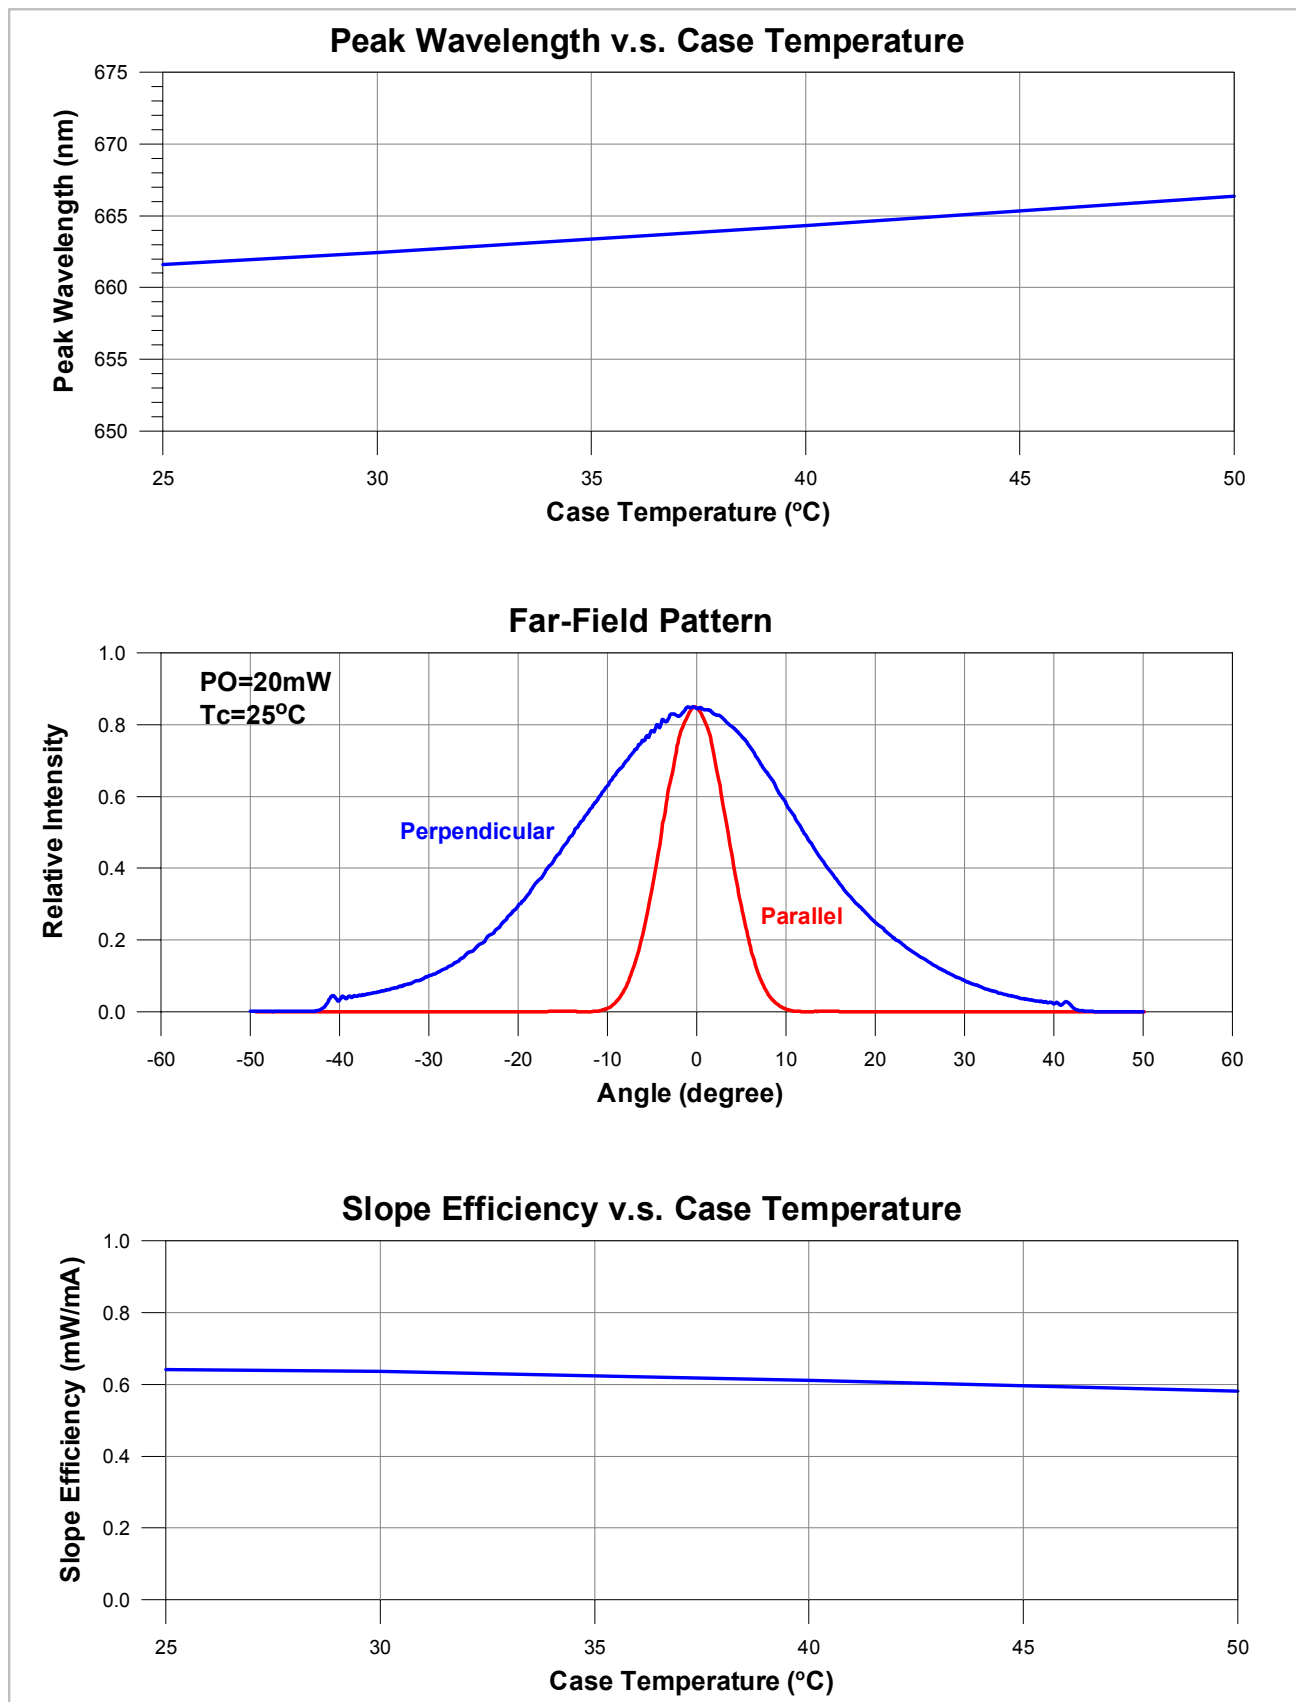 Peak Wavelength v.s. Case Temperature
675
670
665
660
655
650
Peak Wavelength (nm)
25 30 35 40 45 50
Case Temperature (ºC)
Far-Field Pattern
1.0
0.8
0.6
0.4
0.2
0.0
Relative Intensity
PO=20mW
Tc=25ºC
Perpendicular
Parallel
-60 -50 -40 -30 -20 -10 0 10 20 30 40 50 60
Angle (degree)
Slope Efficiency v.s. Case Temperature
1.0
0.8
0.6
0.4
0.2
0.0
Slope Efficiency (mW/mA)
25 30 35 40 45 50
Case Temperature (ºC)